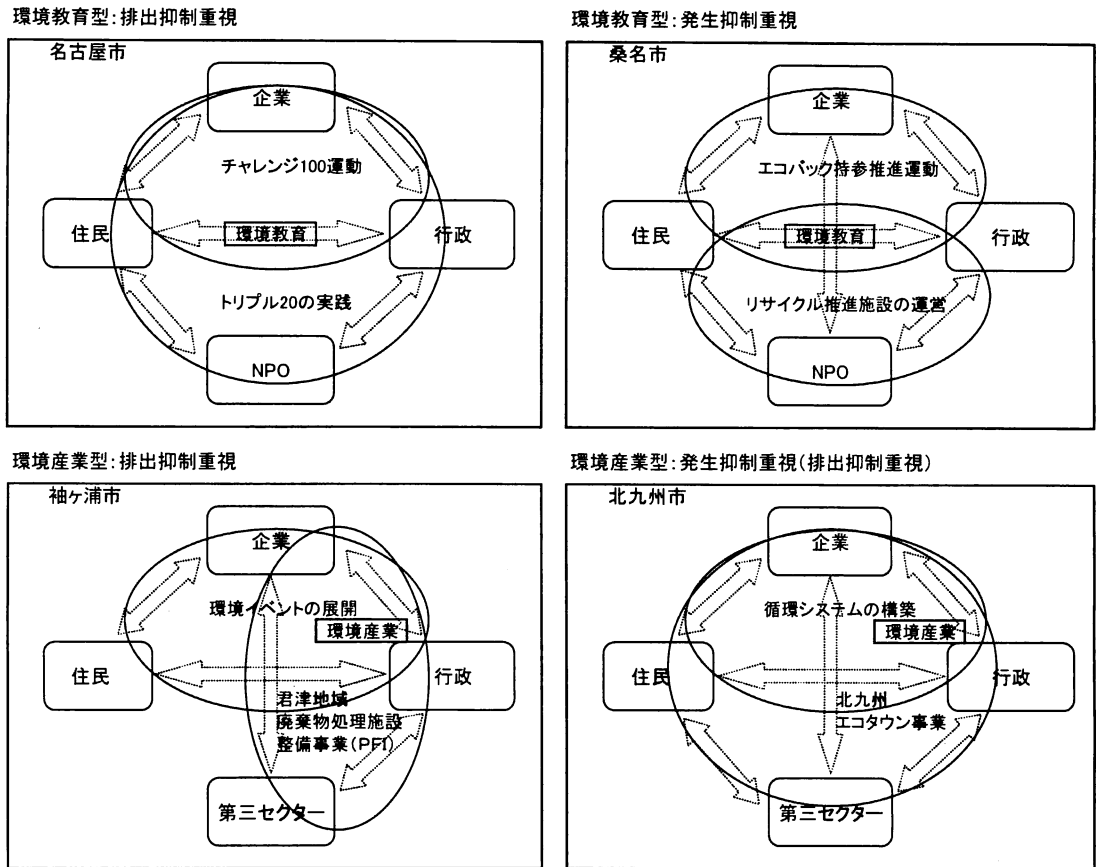 環境教育型:排出抑制重視
名古屋市
企業
チャレンジ100運動
住民
環境教育
行政
トリプル20の実践
NPO
環境教育型:発生抑制重視
桑名市
企業
エコバック持参推進運動
住民
環境教育
行政
リサイクル推進施設の運営
NPO
環境産業型:排出抑制重視
袖ヶ浦市
企業
環境イベントの展開
環境産業
住民
行政
君津地域
廃棄物処理施設
整備事業(PFI)
第三セクター
環境産業型:発生抑制重視(排出抑制重視)
北九州市
企業
循環システムの構築
環境産業
住民
行政
北九州
エコタウン事業
第三セクター